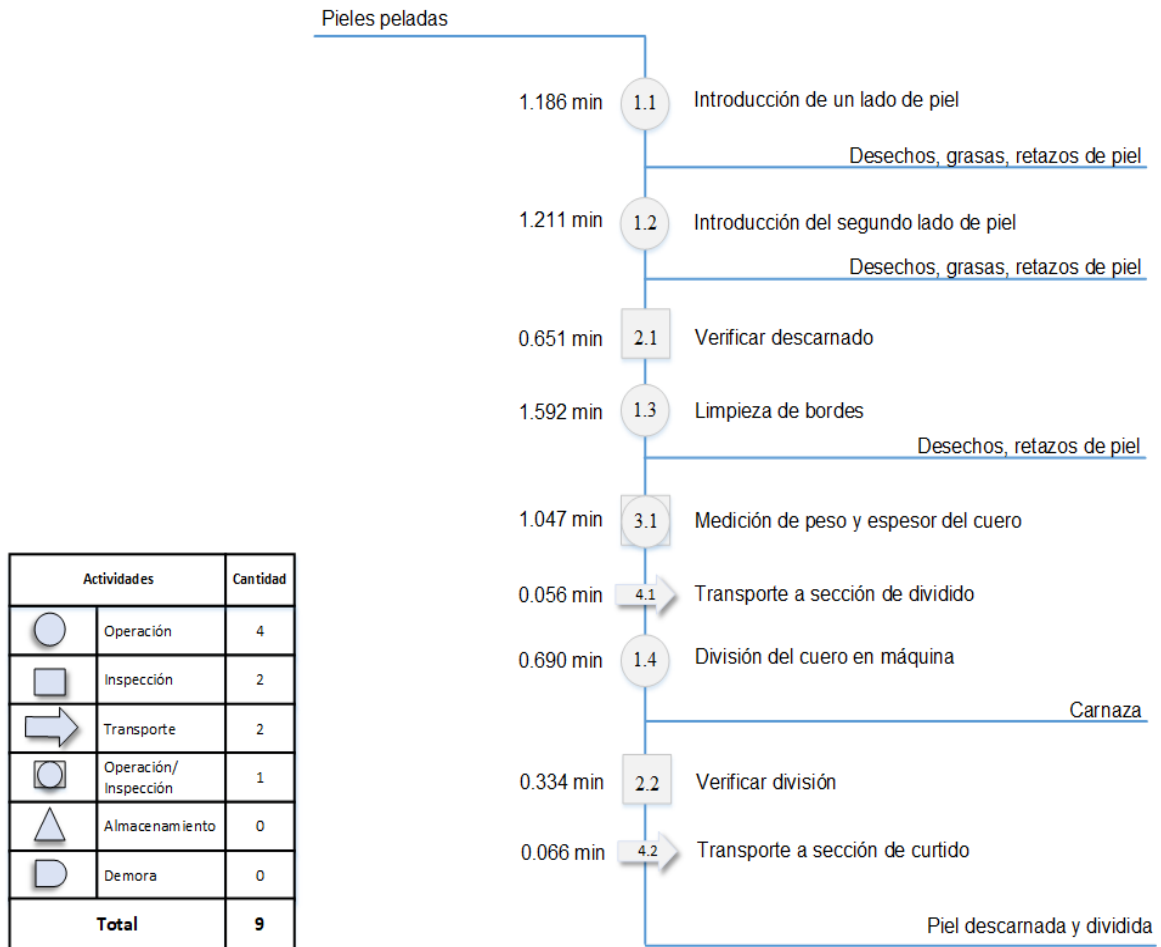 Pieles peladas
1.186 min 1.1 Introducción de un lado de piel
Desechos, grasas, retazos de piel
1.211 min 1.2 Introducción del segundo lado de piel
Desechos, grasas, retazos de piel
0.651 min 2.1 Verificar descarnado
1.592 min 1.3 Limpieza de bordes
Desechos, retazos de piel
1.047 min 3.1 Medición de peso y espesor del cuero
0.056 min 4.1 Transporte a sección de dividido
0.690 min 1.4 División del cuero en máquina
Carnaza
0.334 min 2.2 Verificar división
0.066 min 4.2 Transporte a sección de curtido
Piel descarnada y dividida
Actividades Cantidad
Operación 4
Inspección 2
Transporte 2
Operación/
Inspección 1
Almacenamiento 0
Demora 0
Total 9